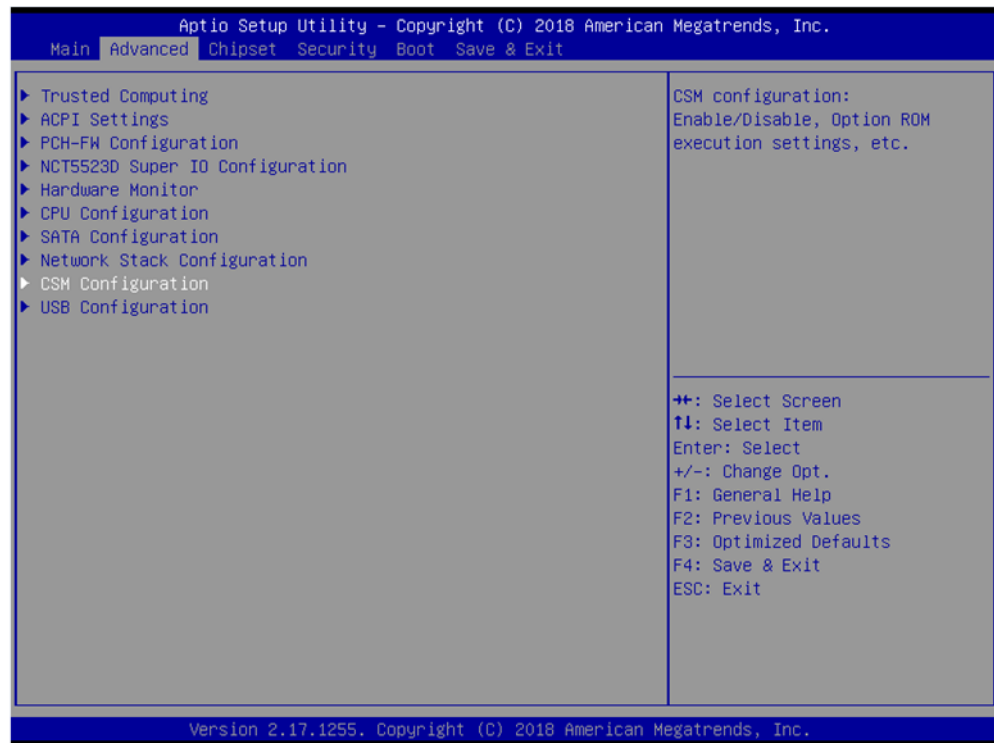 Aptio Setup Utility – Copyright (C) 2018 American Megatrends, Inc.
Main Advanced Chipset Security Boot Save & Exit
▶ Trusted Computing
▶ ACPI Settings
▶ PCH-FW Configuration
▶ NCT5523D Super IO Configuration
▶ Hardware Monitor
▶ CPU Configuration
▶ SATA Configuration
▶ Network Stack Configuration
▶ CSM Configuration
▶ USB Configuration
CSM configuration:
Enable/Disable, Option ROM
execution settings, etc.
→←: Select Screen
↑↓: Select Item
Enter: Select
+/-: Change Opt.
F1: General Help
F2: Previous Values
F3: Optimized Defaults
F4: Save & Exit
ESC: Exit
Version 2.17.1255. Copyright (C) 2018 American Megatrends, Inc.